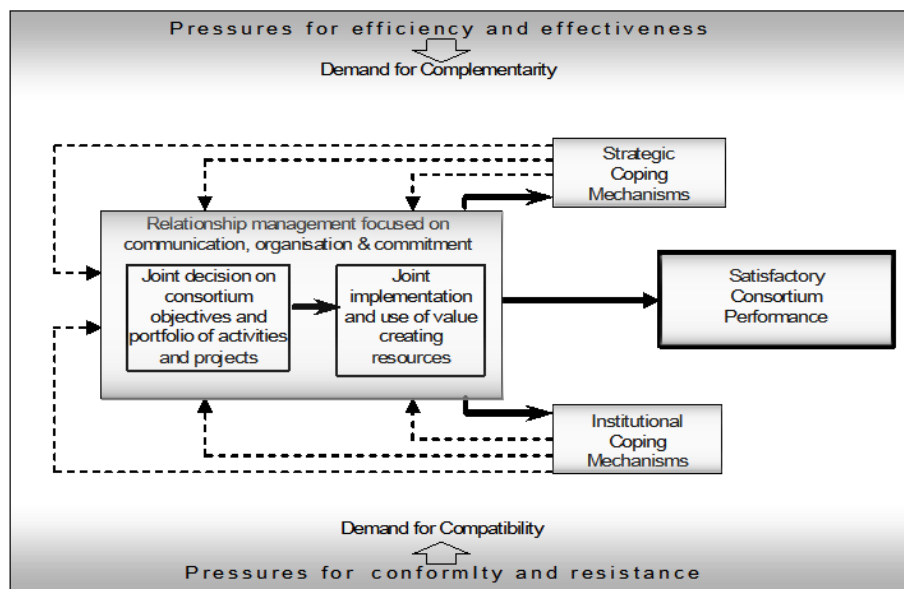 Pressures for efficiency and effectiveness
Demand for Complementarity
Strategic
Coping
Mechanisms
Relationship management focused on
communication, organisation & commitment
Joint decision on
consortium
objectives and
portfolio of activities
and projects
Joint
implementation
and use of value
creating
resources
Satisfactory
Consortium
Performance
Institutional
Coping
Mechanisms
Demand for Compatibility
Pressures for conformIty and resistance